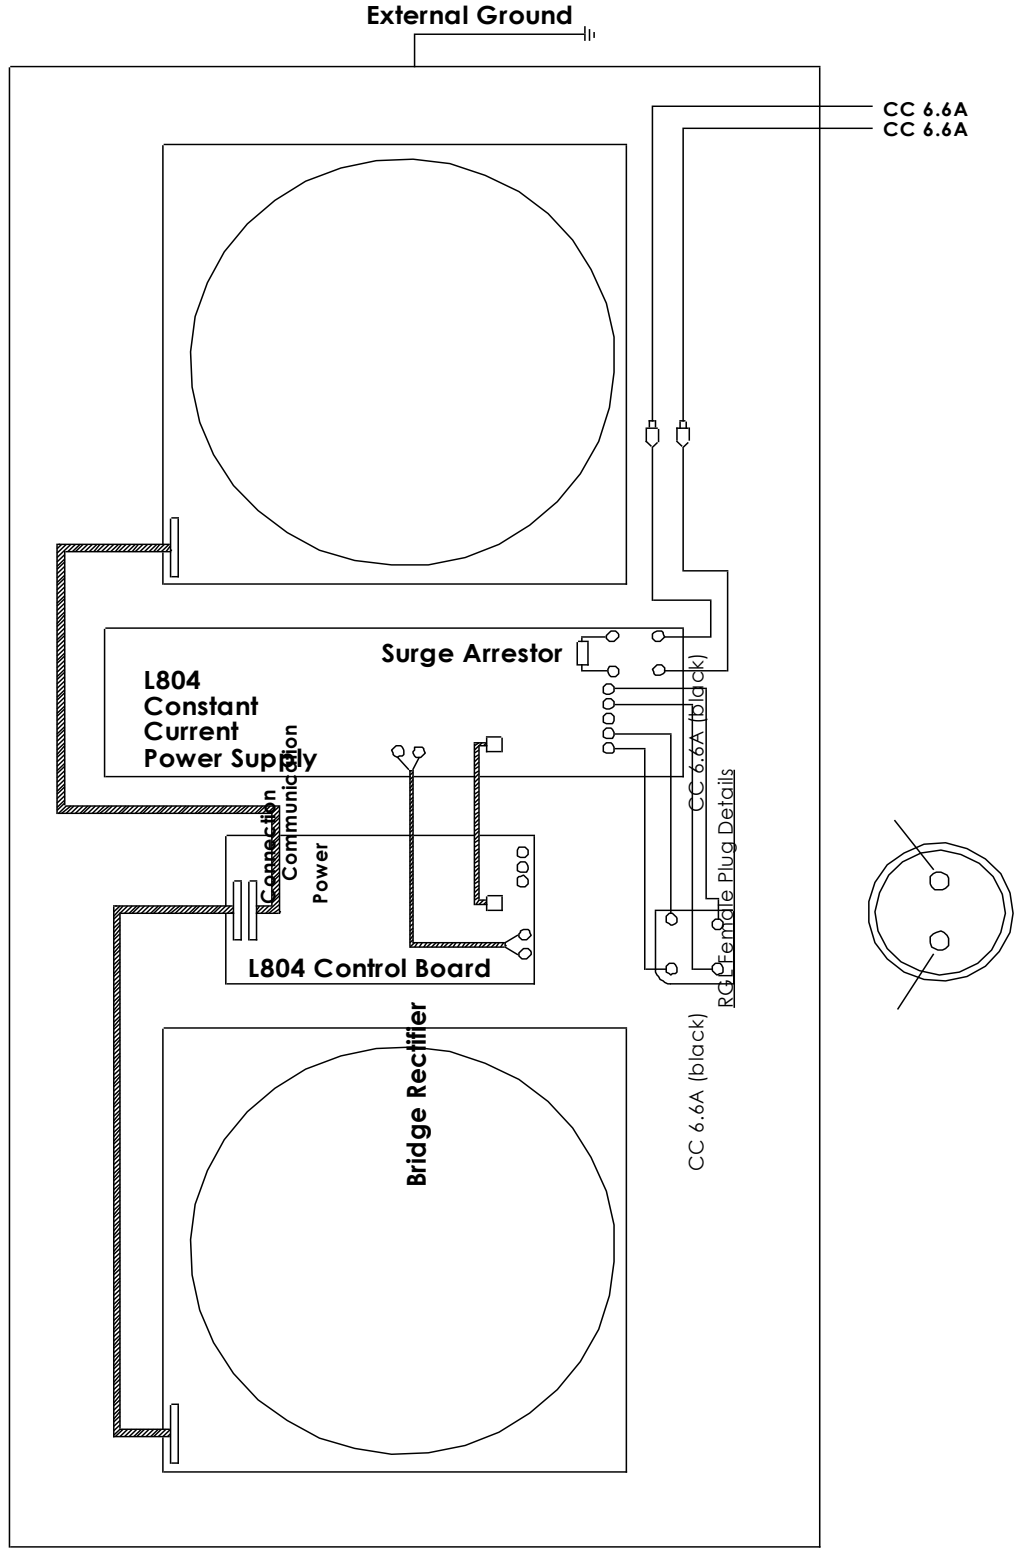 External Ground
CC 6.6A
CC 6.6A
Surge Arrestor
L804
Constant
Current
Power Supply
Connection
Communication
Power
CC 6.6A (black)
RGL Female Plug Details
L804 Control Board
Bridge Rectifier
CC 6.6A (black)